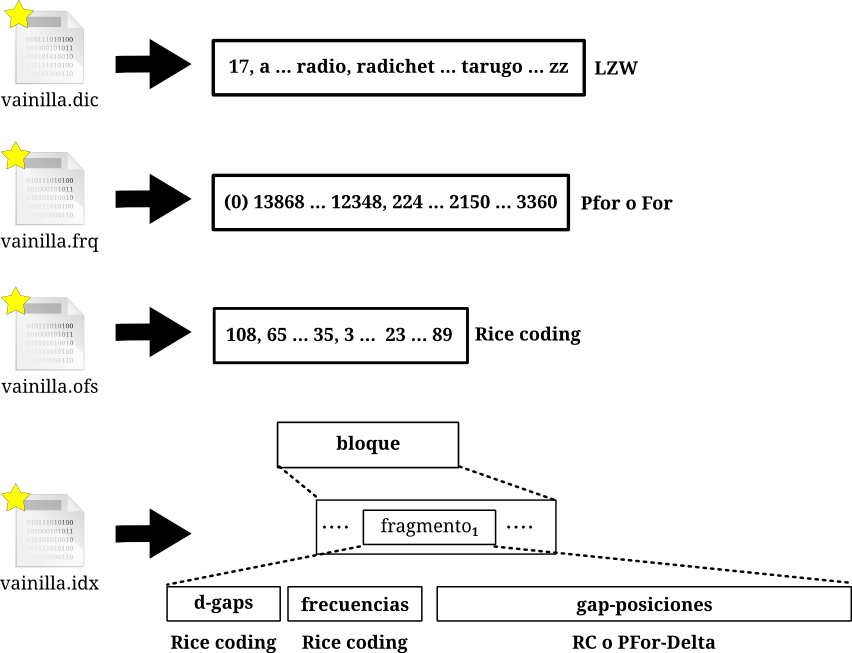 vainilla.dic
17, a ... radio, radichet ... tarugo ... zz
LZW
vainilla.frq
(0) 13868 ... 12348, 224 ... 2150 ... 3360
Pfor o For
vainilla.ofs
108, 65 ... 35, 3 ... 23 ... 89
Rice coding
bloque
vainilla.idx
.... fragmento₁ ....
d-gaps
frecuencias
gap-posiciones
Rice coding
Rice coding
RC o PFor-Delta